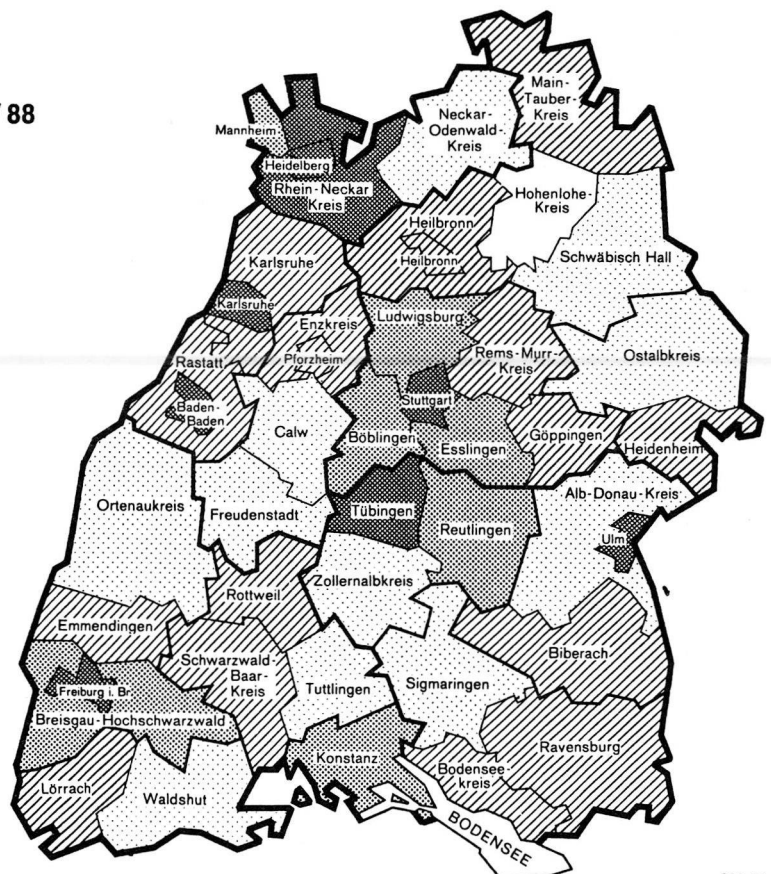 / 88
Main-
Tauber-
Kreis
Neckar-
Odenwald-
Kreis
Mannheim
Heidelberg
Rhein-Neckar
Kreis
Hohenlohe-
Kreis
Heilbronn
Heilbronn
Schwäbisch Hall
Karlsruhe
Karlsruhe
Ludwigsburg
Enzkreis
Pforzheim
Rastatt
Rems-Murr-
Kreis
Ostalbkreis
Baden-
Baden
Stuttgart
Calw
Böblingen
Esslingen
Göppingen
Heidenheim
Ortenaukreis
Freudenstadt
Tübingen
Reutlingen
Alb-Donau-Kreis
Ulm
Zollernalbkreis
Rottweil
Emmendingen
Biberach
Schwarzwald-
Baar-
Kreis
Tuttlingen
Sigmaringen
Freiburg i. Br.
Breisgau-Hochschwarzwald
Konstanz
Ravensburg
Bodensee-
kreis
Lörrach
Waldshut
BODENSEE